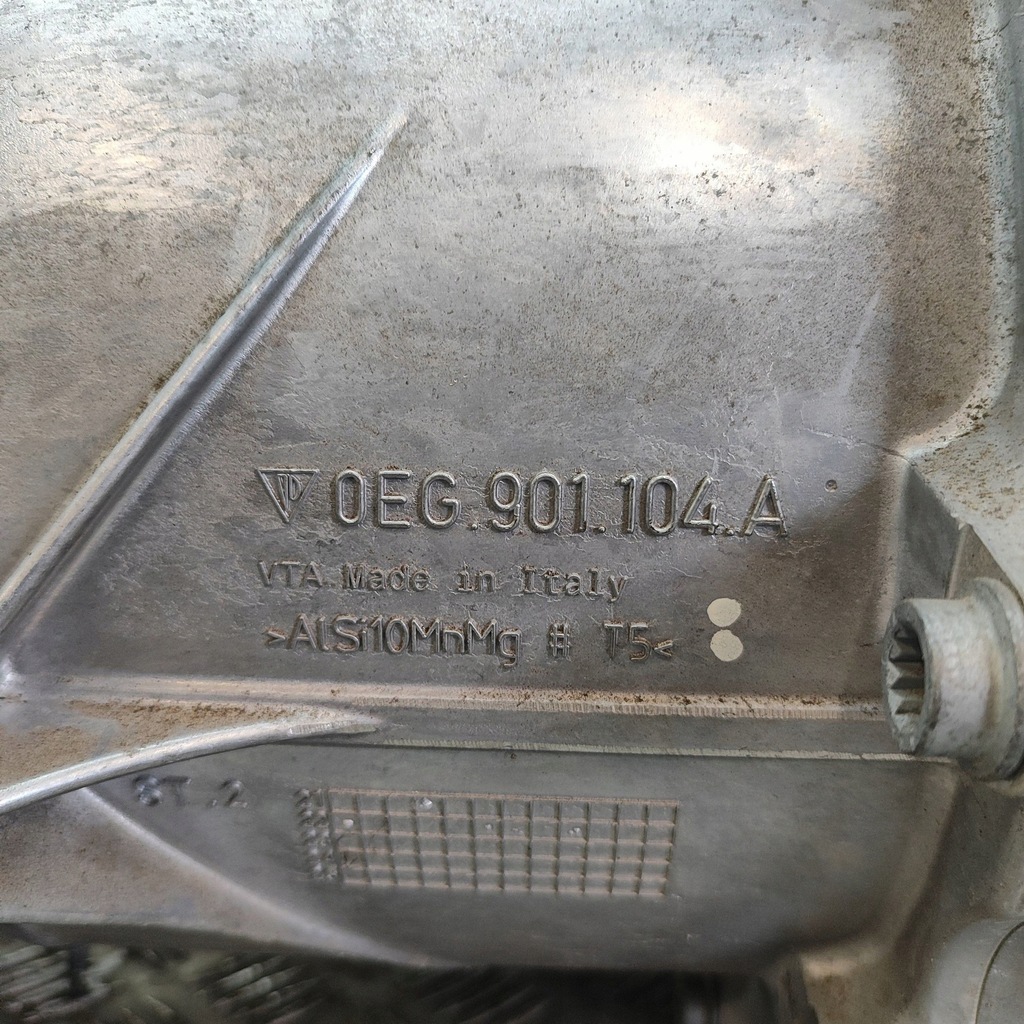 0EG.901.104.A
VTA Made in Italy
>AlSi10MnMg # T5<
ST.2